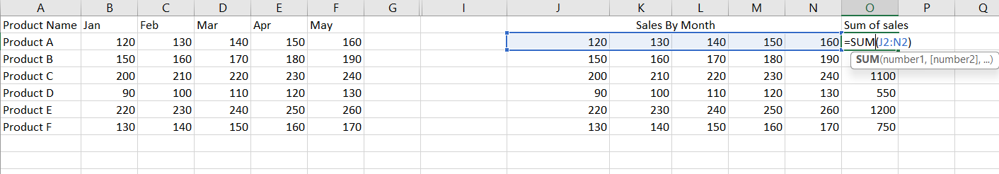 A B C D E F G I J K L M N O P Q
Product Name Jan Feb Mar Apr May Sales By Month Sum of sales
Product A 120 130 140 150 160 120 130 140 150 160 =SUM(J2:N2)
Product B 150 160 170 180 190 150 160 170 180 190 SUM(number1, [number2], ...)
Product C 200 210 220 230 240 200 210 220 230 240 1100
Product D 90 100 110 120 130 90 100 110 120 130 550
Product E 220 230 240 250 260 220 230 240 250 260 1200
Product F 130 140 150 160 170 130 140 150 160 170 750